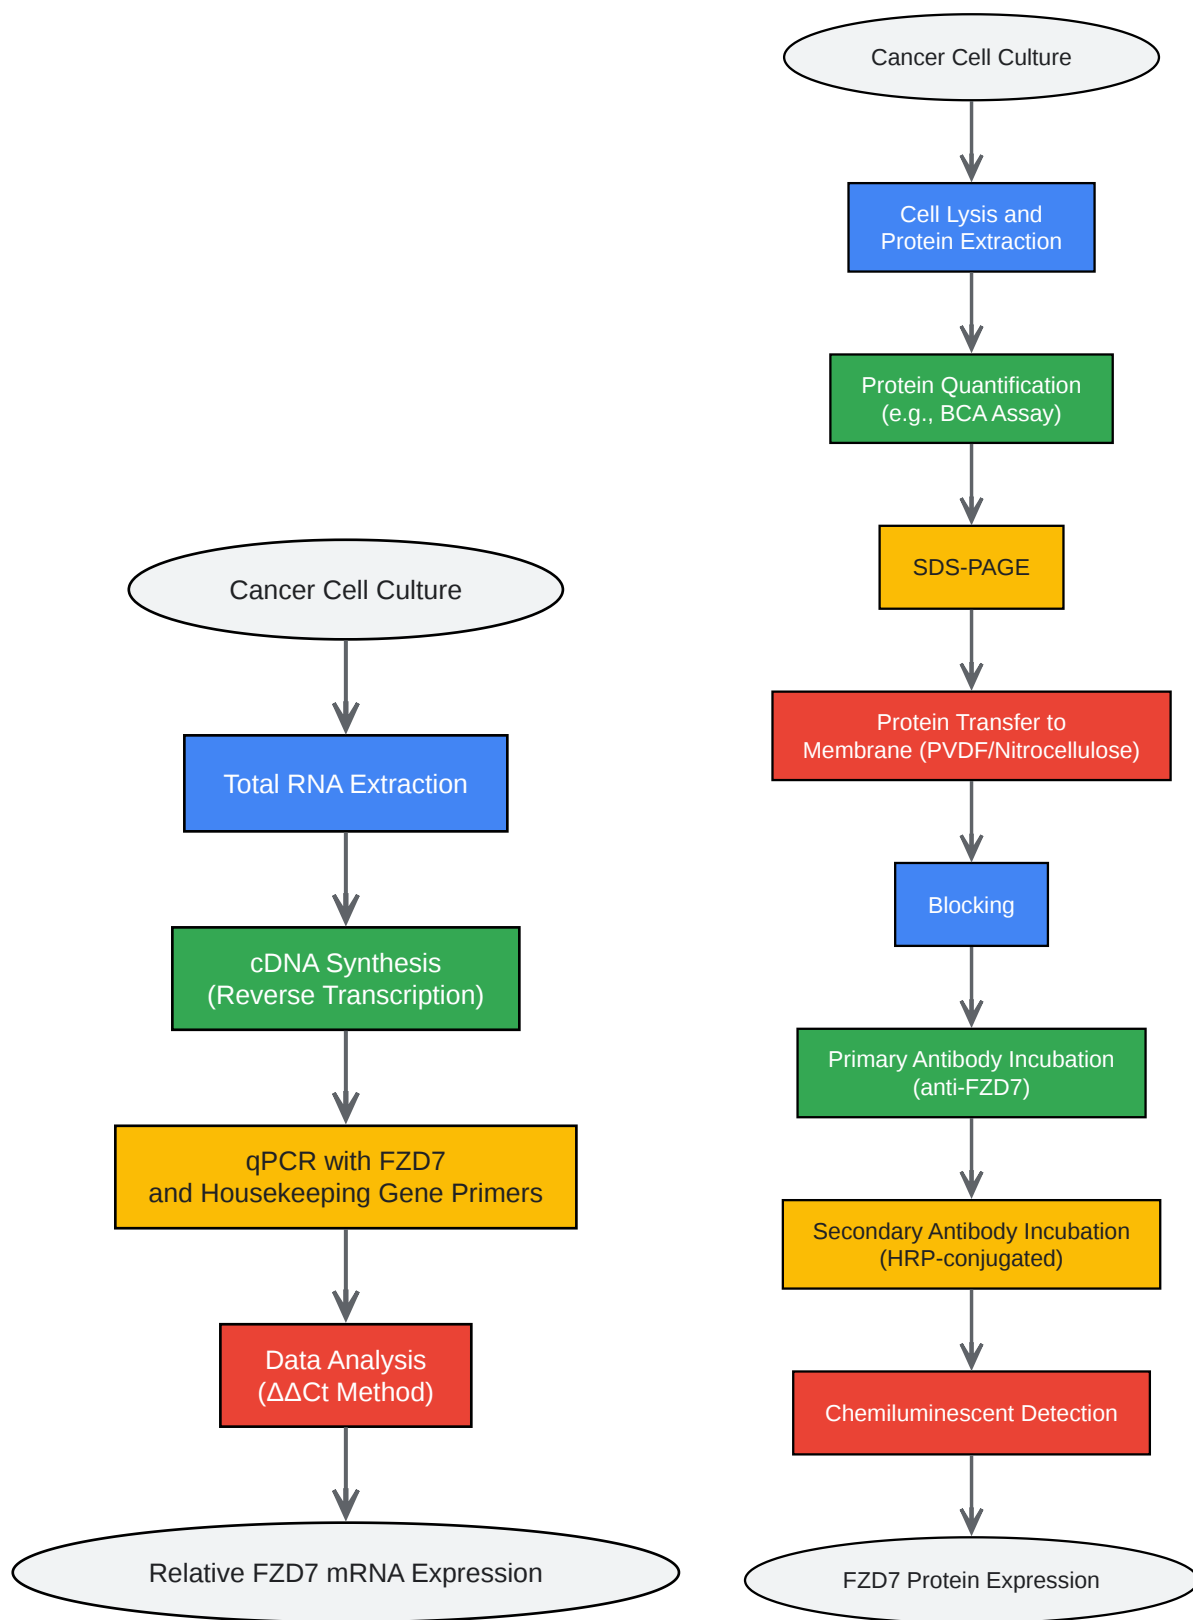 Cancer Cell Culture
Total RNA Extraction
cDNA Synthesis
(Reverse Transcription)
qPCR with FZD7
and Housekeeping Gene Primers
Data Analysis
(ΔΔCt Method)
Relative FZD7 mRNA Expression
Cancer Cell Culture
Cell Lysis and
Protein Extraction
Protein Quantification
(e.g., BCA Assay)
SDS-PAGE
Protein Transfer to
Membrane (PVDF/Nitrocellulose)
Blocking
Primary Antibody Incubation
(anti-FZD7)
Secondary Antibody Incubation
(HRP-conjugated)
Chemiluminescent Detection
FZD7 Protein Expression